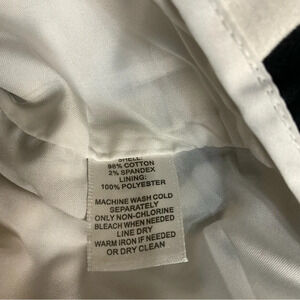 SHELL:
98% COTTON
2% SPANDEX
LINING:
100% POLYESTER
MACHINE WASH COLD
SEPARATELY
ONLY NON-CHLORINE
BLEACH WHEN NEEDED
LINE DRY
WARM IRON IF NEEDED
OR DRY CLEAN